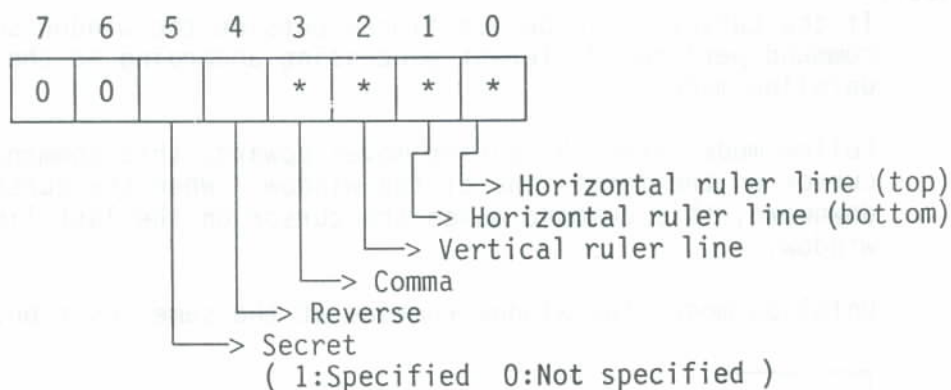 7 6 5 4 3 2 1 0
0 0 * * * *
Horizontal ruler line (top)
Horizontal ruler line (bottom)
Vertical ruler line
Comma
Reverse
Secret
( 1:Specified 0:Not specified )